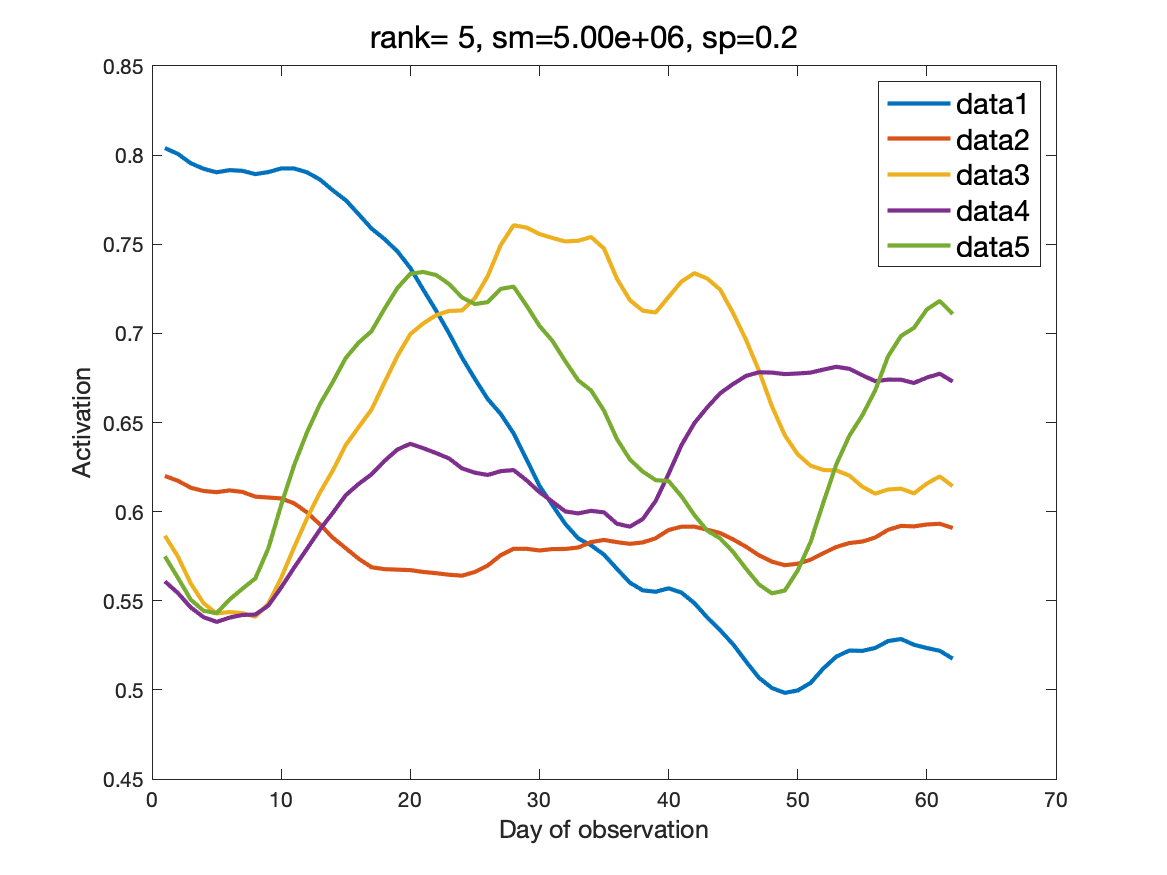 rank= 5, sm=5.00e+06, sp=0.2
data1
data2
data3
data4
data5
Activation
0.85
0.8
0.75
0.7
0.65
0.6
0.55
0.5
0.45
0 10 20 30 40 50 60 70
Day of observation